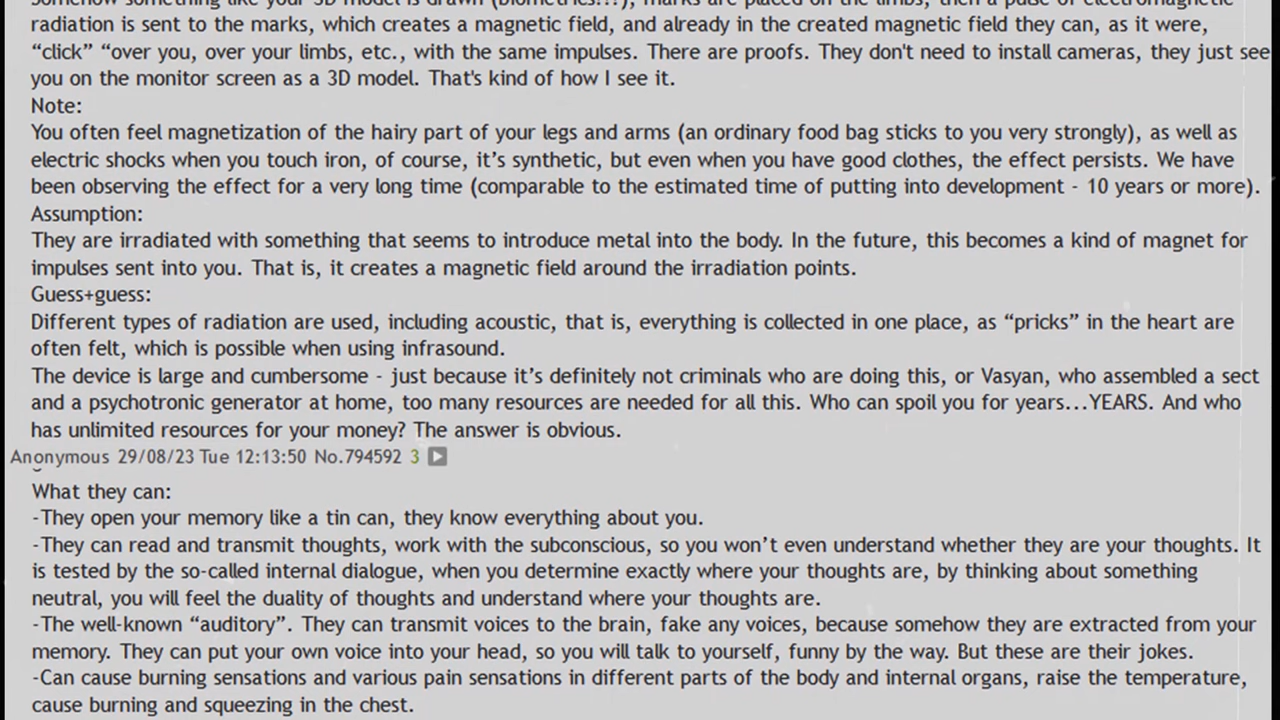 Somehow something like your 3D model is drawn (biometrics!!!), marks are placed on the limbs, then a pulse of electromagnetic
radiation is sent to the marks, which creates a magnetic field, and already in the created magnetic field they can, as it were,
“click” “over you, over your limbs, etc., with the same impulses. There are proofs. They don't need to install cameras, they just see
you on the monitor screen as a 3D model. That's kind of how I see it.
Note:
You often feel magnetization of the hairy part of your legs and arms (an ordinary food bag sticks to you very strongly), as well as
electric shocks when you touch iron, of course, it’s synthetic, but even when you have good clothes, the effect persists. We have
been observing the effect for a very long time (comparable to the estimated time of putting into development - 10 years or more).
Assumption:
They are irradiated with something that seems to introduce metal into the body. In the future, this becomes a kind of magnet for
impulses sent into you. That is, it creates a magnetic field around the irradiation points.
Guess+guess:
Different types of radiation are used, including acoustic, that is, everything is collected in one place, as “pricks” in the heart are
often felt, which is possible when using infrasound.
The device is large and cumbersome - just because it’s definitely not criminals who are doing this, or Vasyan, who assembled a sect
and a psychotronic generator at home, too many resources are needed for all this. Who can spoil you for years...YEARS. And who
has unlimited resources for your money? The answer is obvious.
Anonymous 29/08/23 Tue 12:13:50 No.794592 3
What they can:
-They open your memory like a tin can, they know everything about you.
-They can read and transmit thoughts, work with the subconscious, so you won’t even understand whether they are your thoughts. It
is tested by the so-called internal dialogue, when you determine exactly where your thoughts are, by thinking about something
neutral, you will feel the duality of thoughts and understand where your thoughts are.
-The well-known “auditory”. They can transmit voices to the brain, fake any voices, because somehow they are extracted from your
memory. They can put your own voice into your head, so you will talk to yourself, funny by the way. But these are their jokes.
-Can cause burning sensations and various pain sensations in different parts of the body and internal organs, raise the temperature,
cause burning and squeezing in the chest.